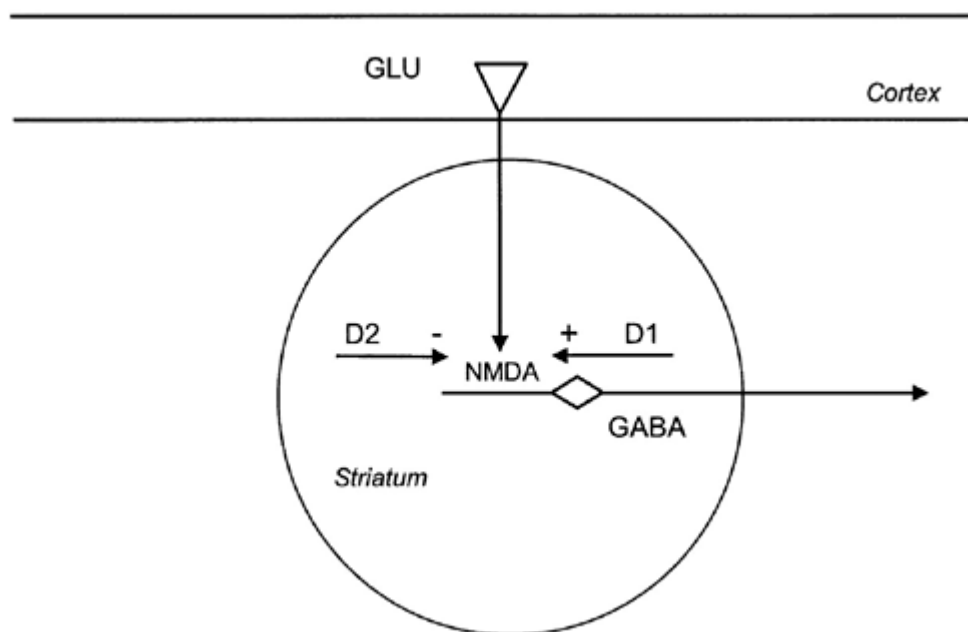 GLU
Cortex
D2 - + D1
NMDA
GABA
Striatum